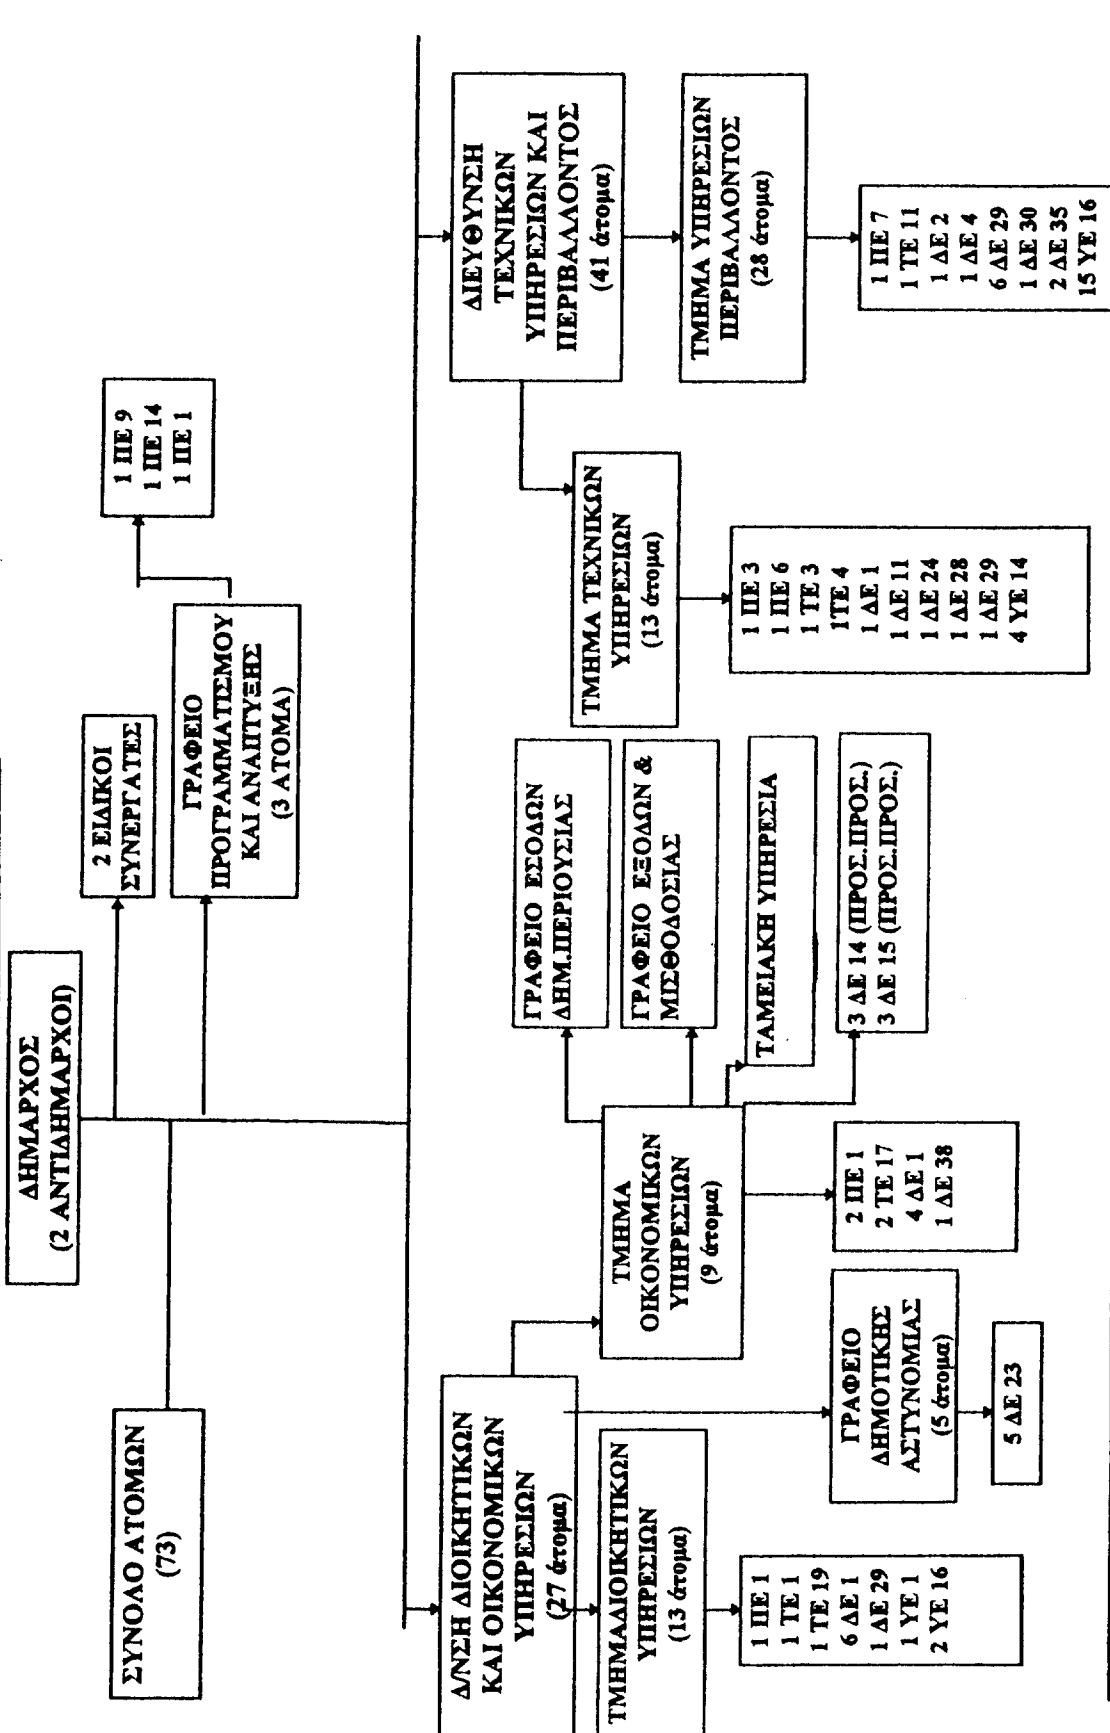 ΔΗΜΑΡΧΟΣ
(2 ΑΝΤΙΔΗΜΑΡΧΟΙ)
ΣΥΝΟΛΟ ΑΤΟΜΩΝ
(73)
2 ΕΙΔΙΚΟΙ
ΣΥΝΕΡΓΑΤΕΣ
ΓΡΑΦΕΙΟ
ΠΡΟΓΡΑΜΜΑΤΙΣΜΟΥ
ΚΑΙ ΑΝΑΠΤΥΞΗΣ
(3 ΑΤΟΜΑ)
1 ΠΕ 9
1 ΠΕ 14
1 ΠΕ 1
Δ/ΝΣΗ ΔΙΟΙΚΗΤΙΚΩΝ
ΚΑΙ ΟΙΚΟΝΟΜΙΚΩΝ
ΥΠΗΡΕΣΙΩΝ
(27 άτομα)
ΤΜΗΜΑΔΙΟΙΚΗΤΙΚΩΝ
ΥΠΗΡΕΣΙΩΝ
(13 άτομα)
1 ΠΕ 1
1 ΤΕ 1
1 ΤΕ 19
6 ΔΕ 1
1 ΔΕ 29
1 ΥΕ 1
2 ΥΕ 16
ΓΡΑΦΕΙΟ
ΔΗΜΟΤΙΚΗΣ
ΑΣΤΥΝΟΜΙΑΣ
(5 άτομα)
5 ΔΕ 23
ΤΜΗΜΑ
ΟΙΚΟΝΟΜΙΚΩΝ
ΥΠΗΡΕΣΙΩΝ
(9 άτομα)
2 ΠΕ 1
2 ΤΕ 17
4 ΔΕ 1
1 ΔΕ 38
ΓΡΑΦΕΙΟ ΕΣΟΔΩΝ
ΔΗΜ.ΠΕΡΙΟΥΣΙΑΣ
ΓΡΑΦΕΙΟ ΕΞΟΔΩΝ &
ΜΙΣΘΟΔΟΣΙΑΣ
ΤΑΜΕΙΑΚΗ ΥΠΗΡΕΣΙΑ
3 ΔΕ 14 (ΠΡΟΣ.ΠΡΟΣ.)
3 ΔΕ 15 (ΠΡΟΣ.ΠΡΟΣ.)
ΔΙΕΥΘΥΝΣΗ
ΤΕΧΝΙΚΩΝ
ΥΠΗΡΕΣΙΩΝ ΚΑΙ
ΠΕΡΙΒΑΛΛΟΝΤΟΣ
(41 άτομα)
ΤΜΗΜΑ ΤΕΧΝΙΚΩΝ
ΥΠΗΡΕΣΙΩΝ
(13 άτομα)
1 ΠΕ 3
1 ΠΕ 6
1 ΤΕ 3
1ΤΕ 4
1 ΔΕ 1
1 ΔΕ 11
1 ΔΕ 24
1 ΔΕ 28
1 ΔΕ 29
4 ΥΕ 14
ΤΜΗΜΑ ΥΠΗΡΕΣΙΩΝ
ΠΕΡΙΒΑΛΛΟΝΤΟΣ
(28 άτομα)
1 ΠΕ 7
1 ΤΕ 11
1 ΔΕ 2
1 ΔΕ 4
6 ΔΕ 29
1 ΔΕ 30
2 ΔΕ 35
15 ΥΕ 16